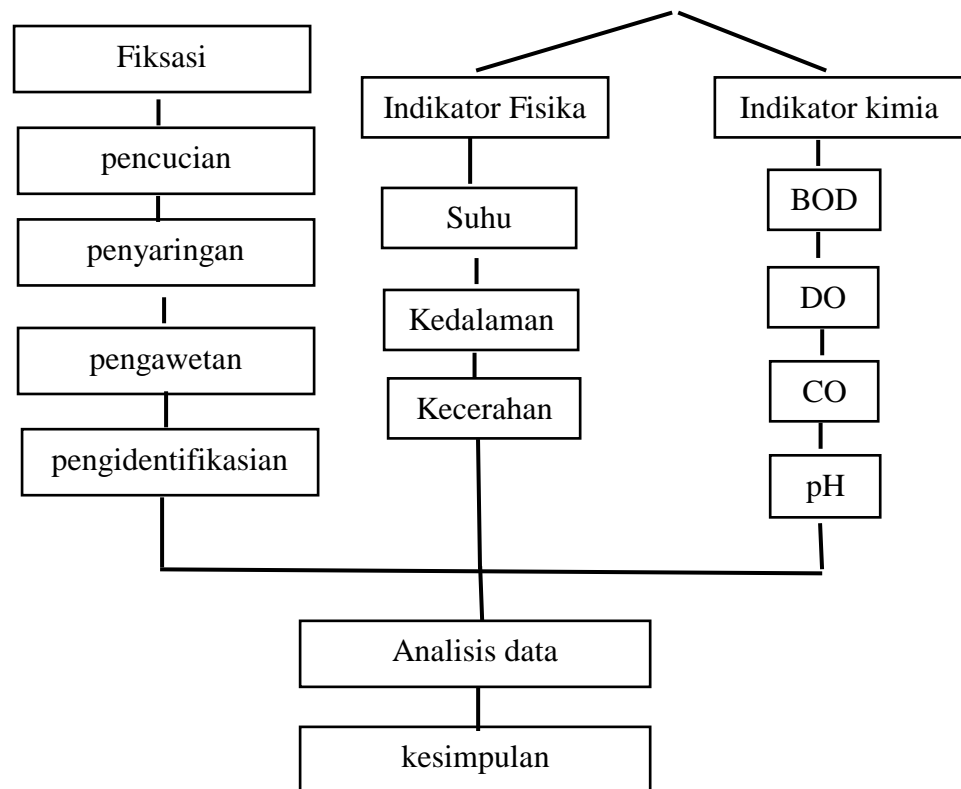 Fiksasi
pencucian
penyaringan
pengawetan
pengidentifikasian
Indikator Fisika
Suhu
Kedalaman
Kecerahan
Indikator kimia
BOD
DO
CO
pH
Analisis data
kesimpulan